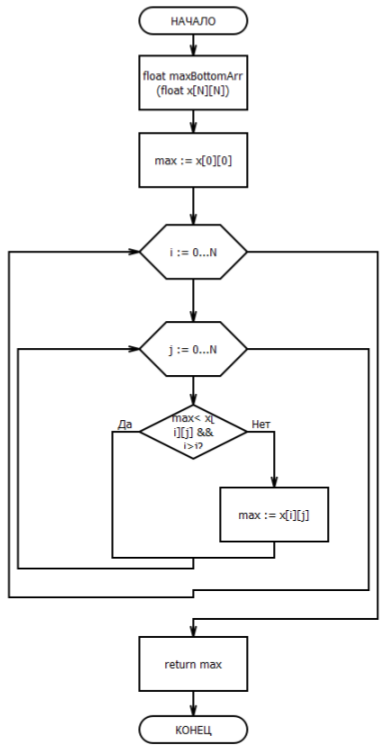 НАЧАЛО
float maxBottomArr
(float x[N][N])
max := x[0][0]
i := 0...N
j := 0...N
max< x[
i][j] &&
i>j?
Да
Нет
max := x[i][j]
return max
КОНЕЦ